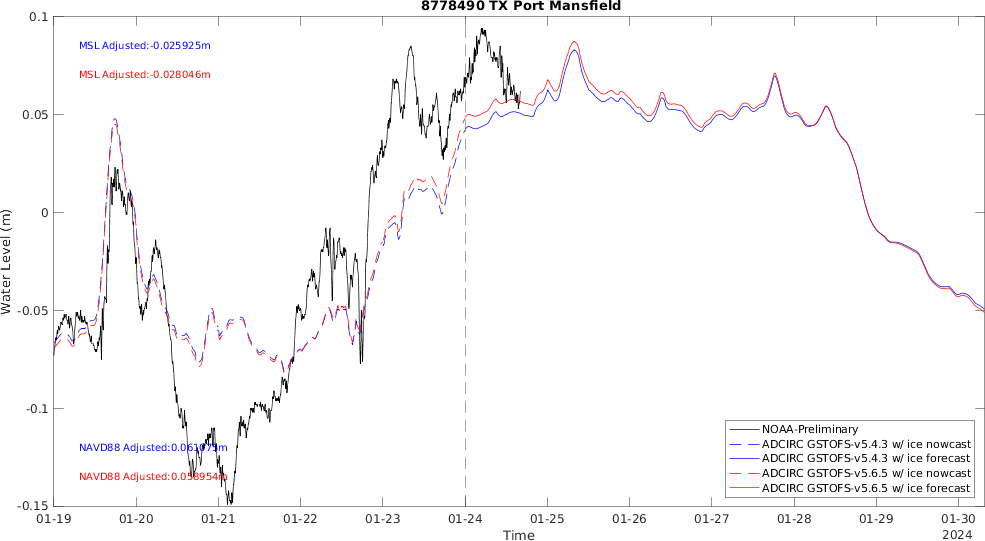 8778490 TX Port Mansfield
0.1
0.05
0
-0.05
-0.1
-0.15
Water Level (m)
MSL Adjusted:-0.025925m
MSL Adjusted:-0.028046m
NAVD88 Adjusted:
NAVD88 Adjusted:
NOAA-Preliminary
ADCIRC GSTOFS-v5.4.3 w/ ice nowcast
ADCIRC GSTOFS-v5.4.3 w/ ice forecast
ADCIRC GSTOFS-v5.6.5 w/ ice nowcast
ADCIRC GSTOFS-v5.6.5 w/ ice forecast
01-19 01-20 01-21 01-22 01-23 01-24 01-25 01-26 01-27 01-28 01-29 01-30
Time
2024